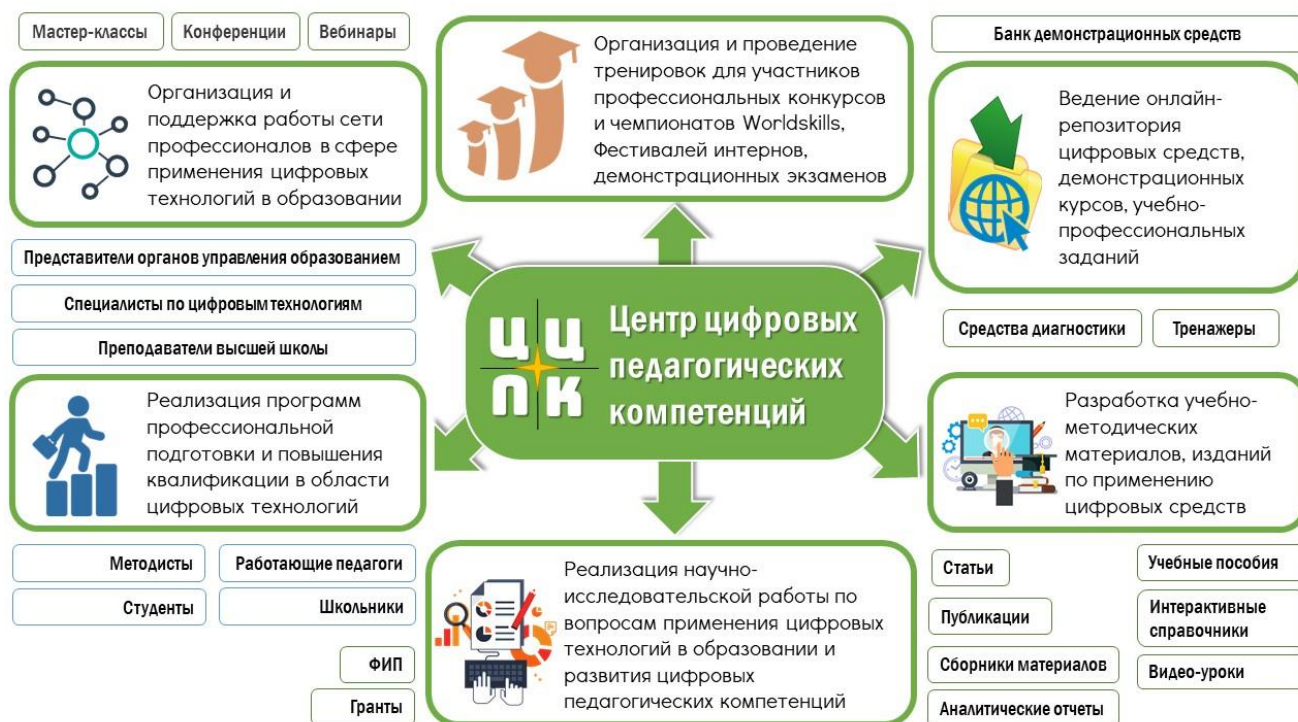 Мастер-классы
Конференции
Вебинары
Организация и
поддержка работы сети
профессионалов в сфере
применения цифровых
технологий в образовании
Организация и проведение
тренировок для участников
профессиональных конкурсов
и чемпионатов Worldskills,
Фестивалей интернов,
демонстрационных экзаменов
Банк демонстрационных средств
Ведение онлайн-
репозитория
цифровых средств,
демонстрационных
курсов, учебно-
профессиональных
заданий
Представители органов управления образованием
Специалисты по цифровым технологиям
Преподаватели высшей школы
ЦЦ
ПК
Центр цифровых
педагогических
компетенций
Средства диагностики
Тренажеры
Реализация программ
профессиональной
подготовки и повышения
квалификации в области
цифровых технологий
Разработка учебно-
методических
материалов, изданий
по применению
цифровых средств
Методисты
Работающие педагоги
Студенты
Школьники
ФИП
Гранты
Реализация научно-
исследовательской работы по
вопросам применения цифровых
технологий в образовании и
развития цифровых
педагогических компетенций
Статьи
Публикации
Сборники материалов
Аналитические отчеты
Учебные пособия
Интерактивные
справочники
Видео-уроки